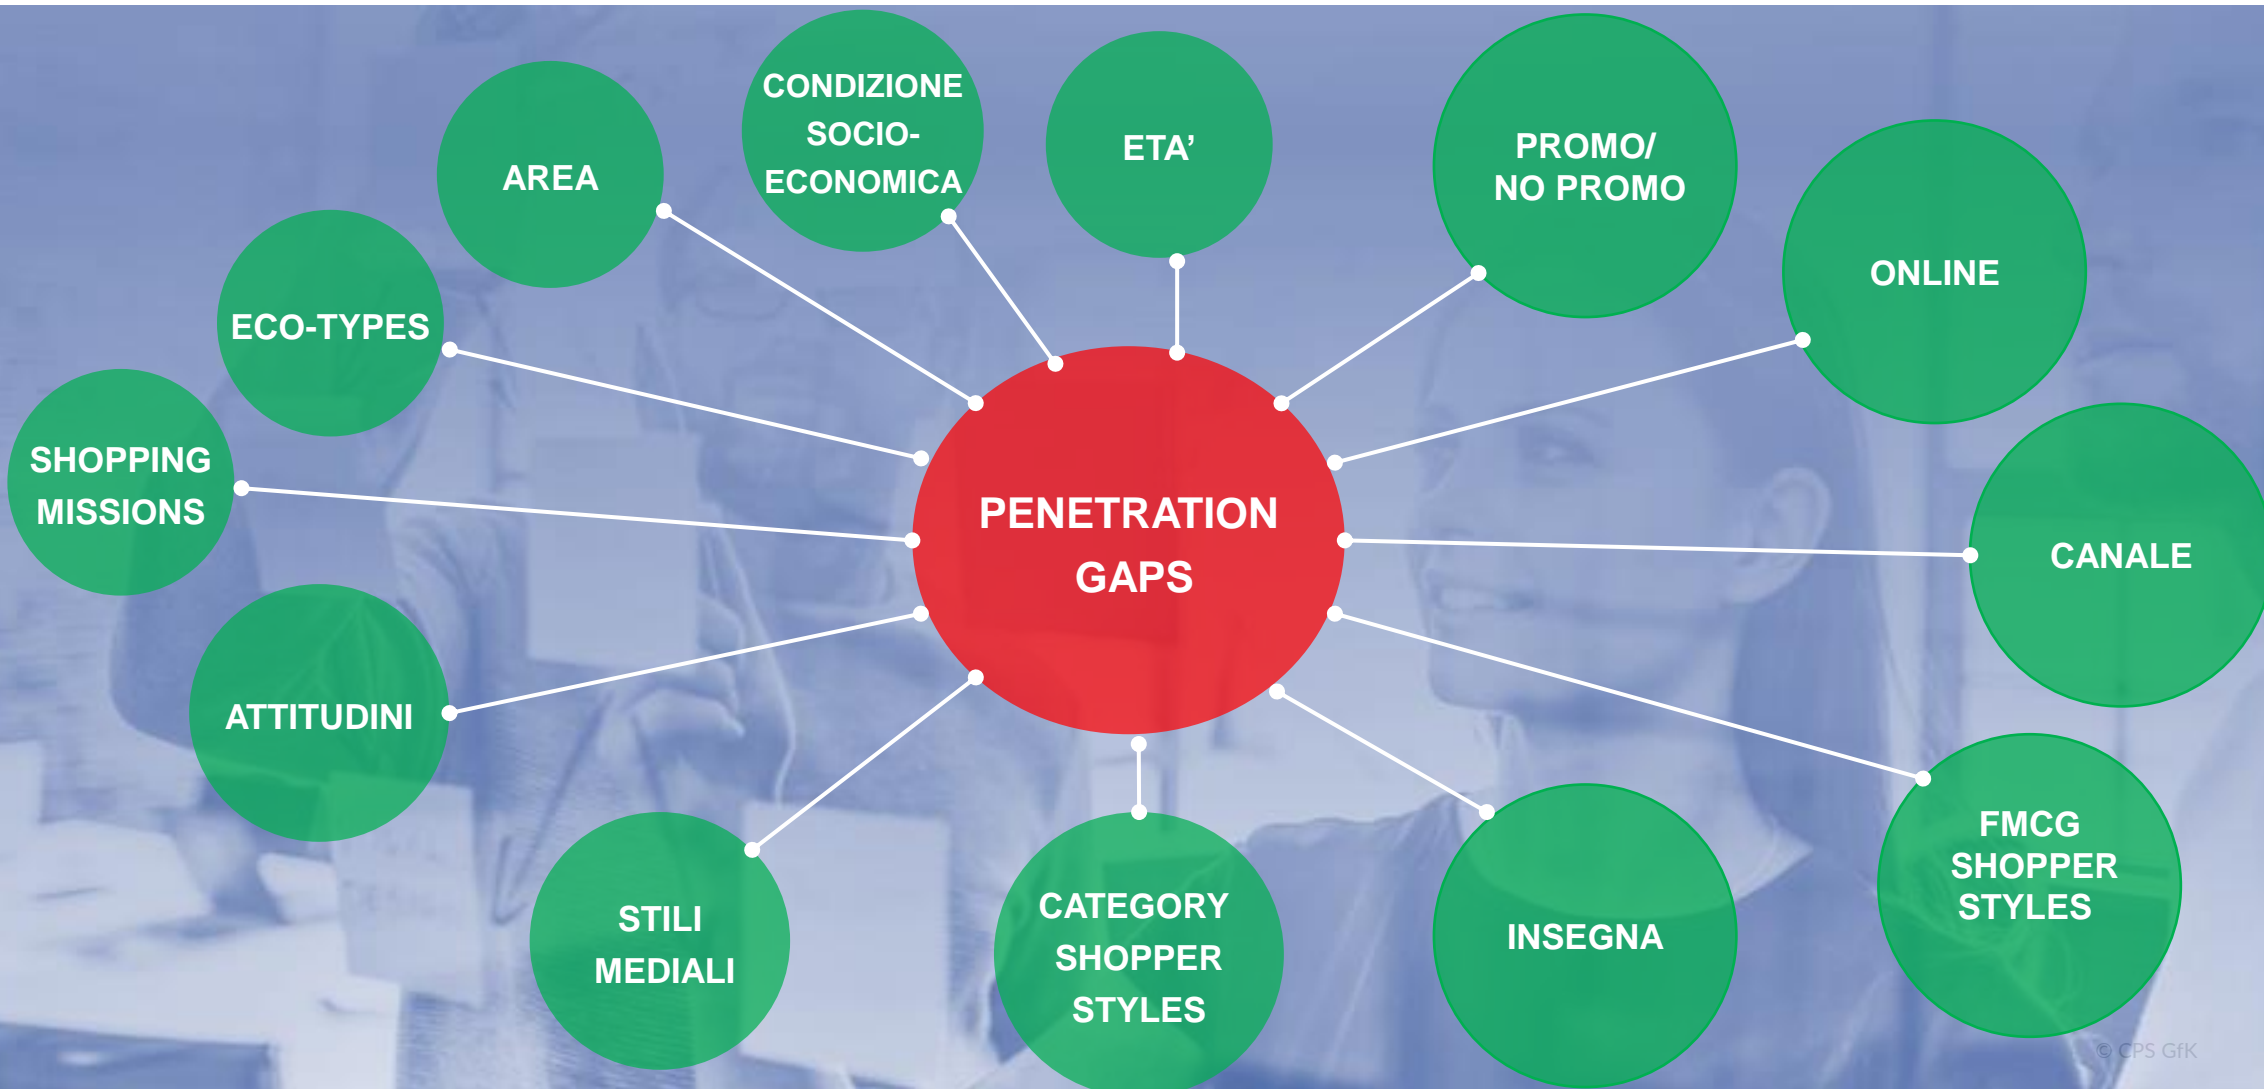 CONDIZIONE
SOCIO-
ECONOMICA
ETA’
PROMO/
NO PROMO
AREA
ONLINE
ECO-TYPES
SHOPPING
MISSIONS
PENETRATION
GAPS
CANALE
ATTITUDINI
FMCG
SHOPPER
STYLES
STILI
MEDIALI
CATEGORY
SHOPPER
STYLES
INSEGNA
© CPS GfK